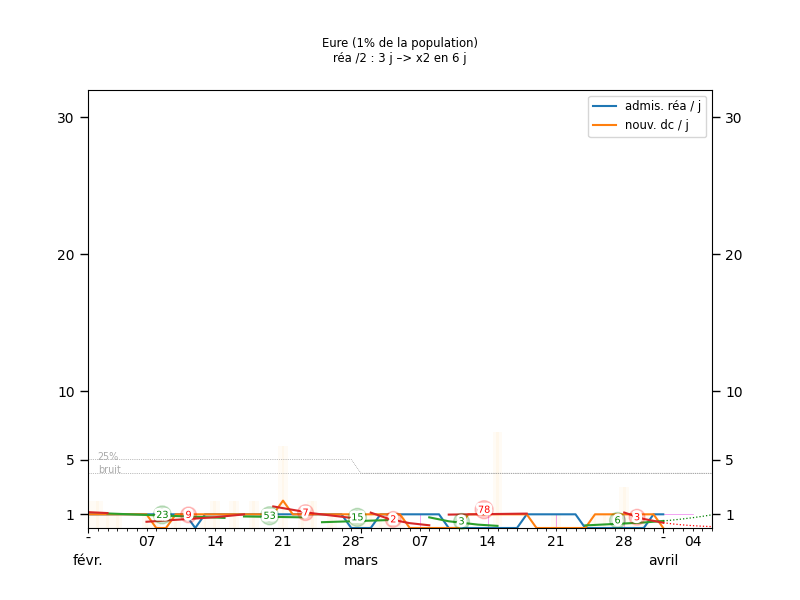 Eure (1% de la population)
réa /2 : 3 j –> x2 en 6 j
admis. réa / j
nouv. dc / j
30 30
20 20
10 10
5 5
1 1
25%
bruit
23 9 53 7 15 2 3 78 6 3
- 07 14 21 28 - 07 14 21 28 - 04
févr. mars avril